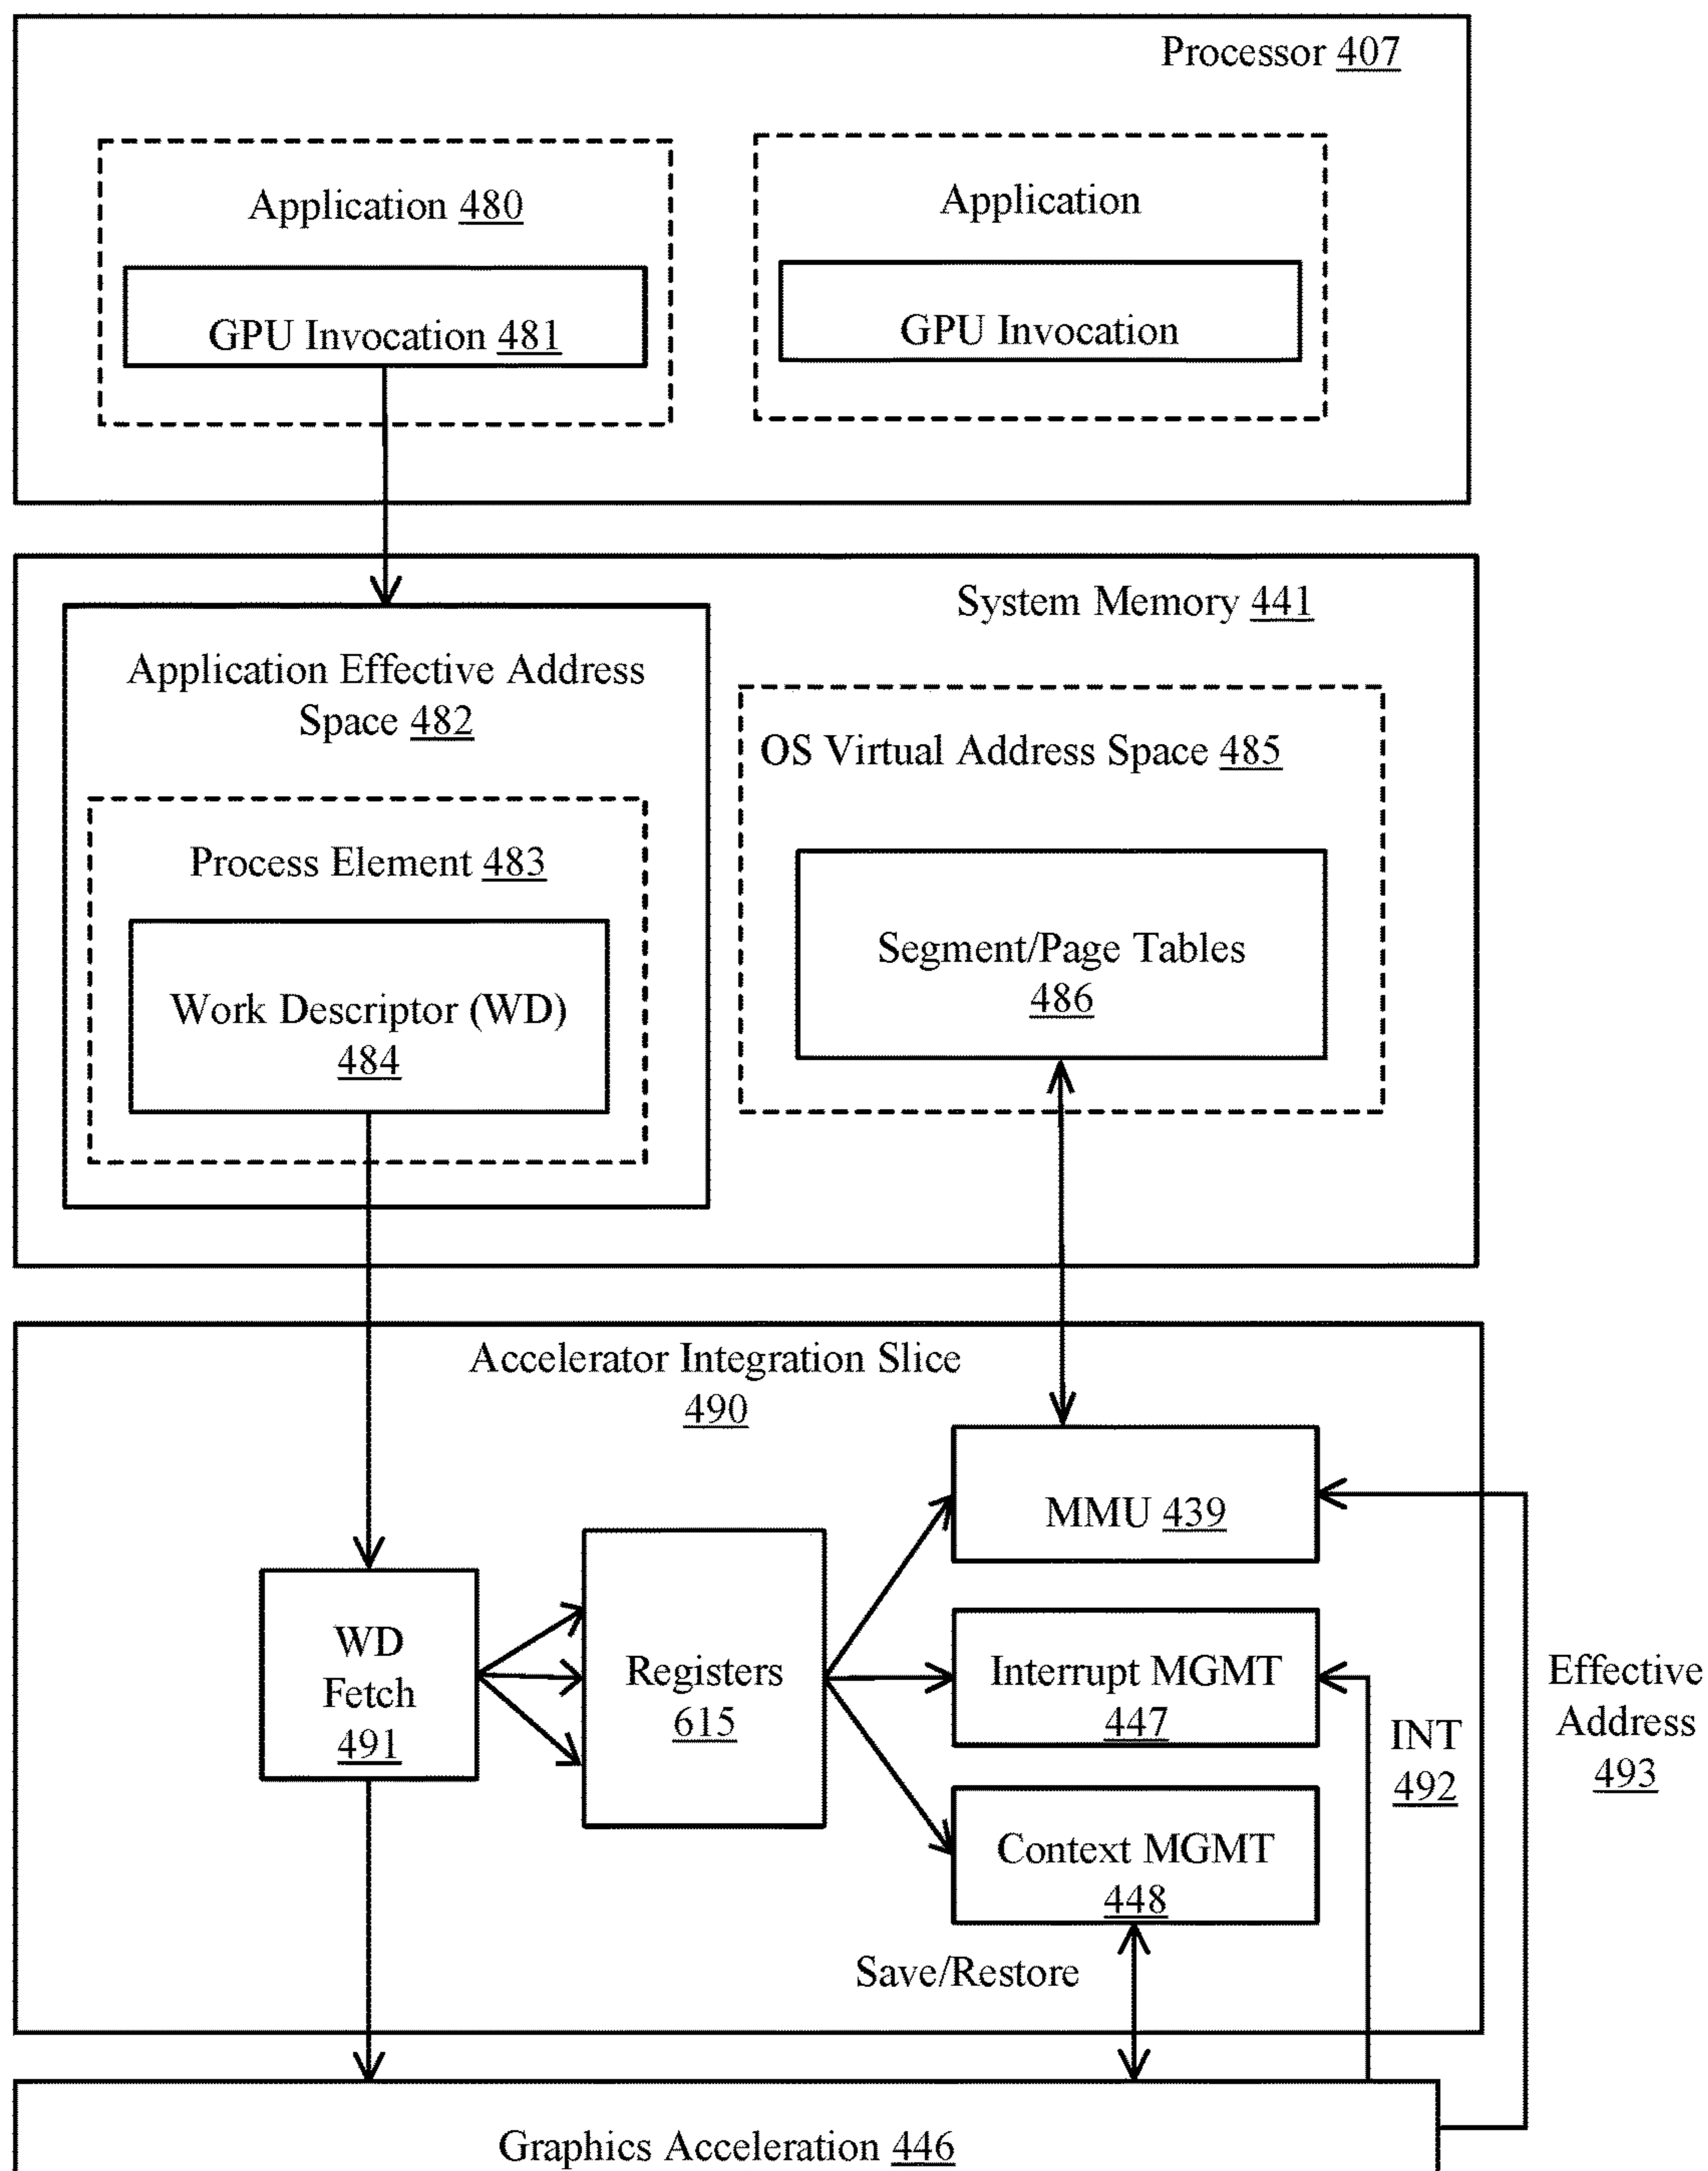 Processor 407
Application 480
GPU Invocation 481
Application
GPU Invocation
System Memory 441
Application Effective Address
Space 482
Process Element 483
Work Descriptor (WD)
484
OS Virtual Address Space 485
Segment/Page Tables
486
Accelerator Integration Slice
490
WD
Fetch
491
Registers
615
MMU 439
Interrupt MGMT
447
Context MGMT
448
Save/Restore
INT
492
Effective
Address
493
Graphics Acceleration 446